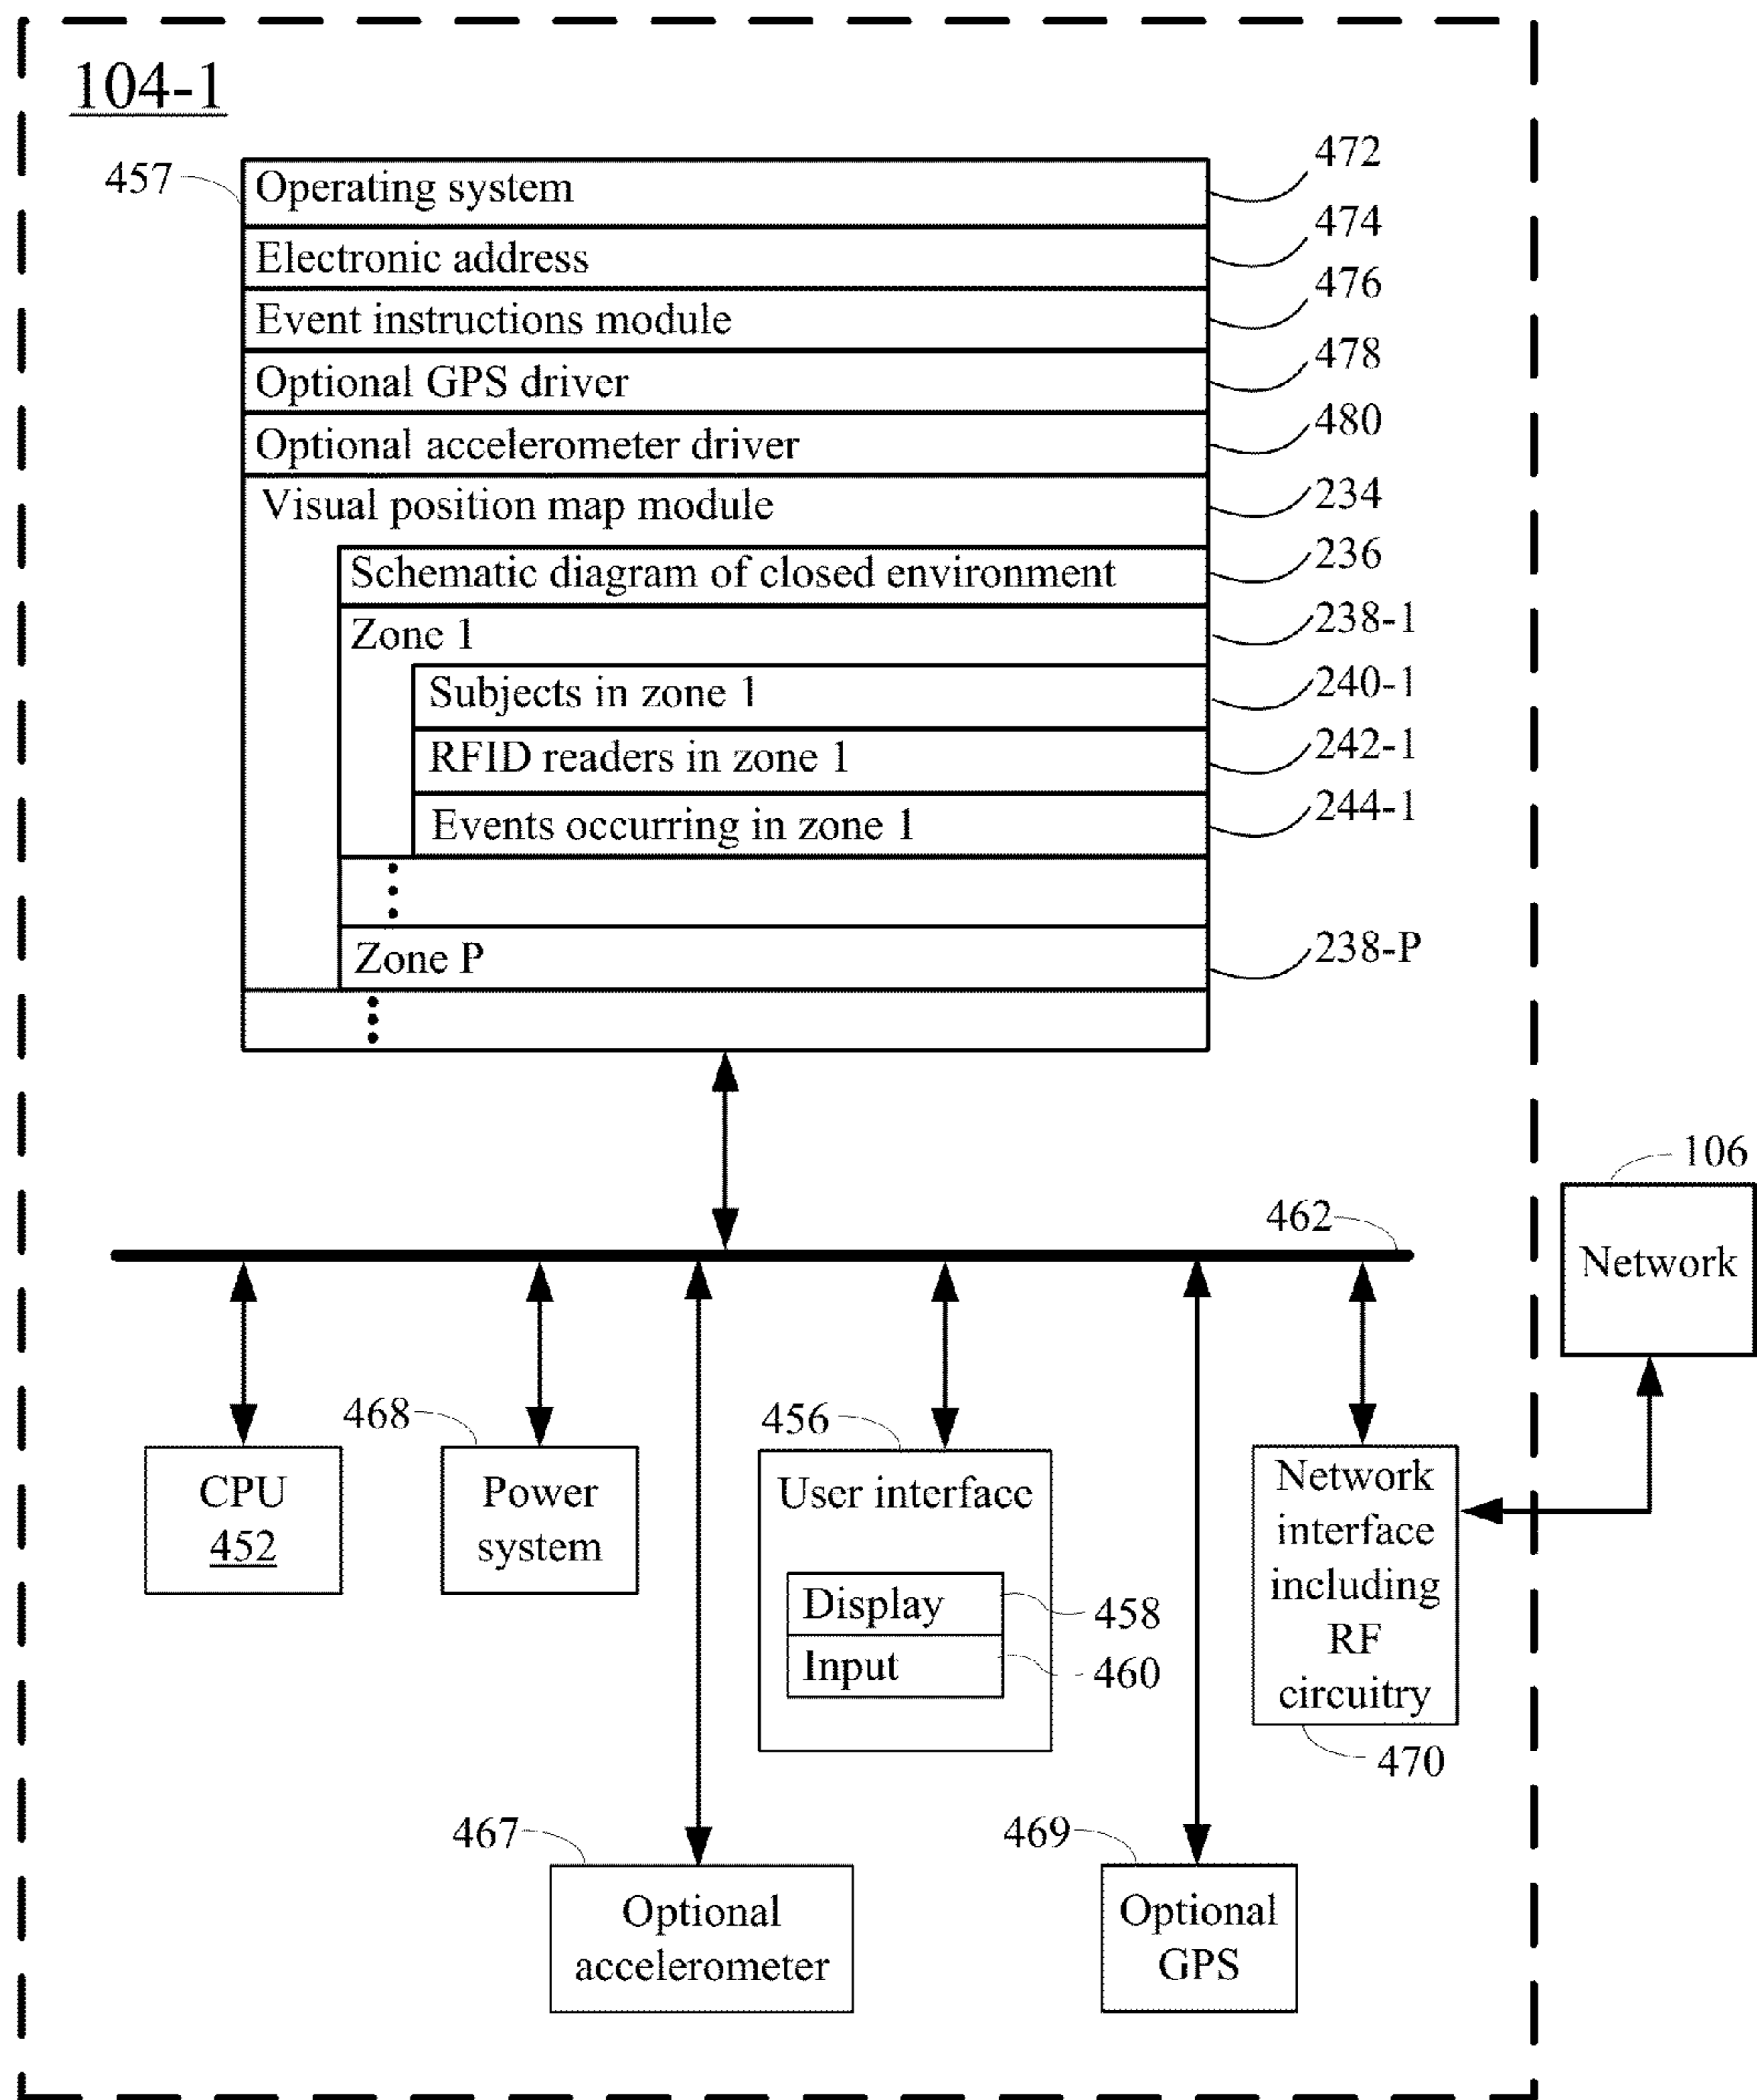 104-1
457
Operating system
472
Electronic address
474
Event instructions module
476
Optional GPS driver
478
Optional accelerometer driver
480
Visual position map module
234
Schematic diagram of closed environment
236
Zone 1
238-1
Subjects in zone 1
240-1
RFID readers in zone 1
242-1
Events occurring in zone 1
244-1
Zone P
238-P
106
Network
462
468
456
CPU
452
Power
system
User interface
Display
458
Input
460
Network
interface
including
RF
circuitry
470
467
469
Optional
accelerometer
Optional
GPS